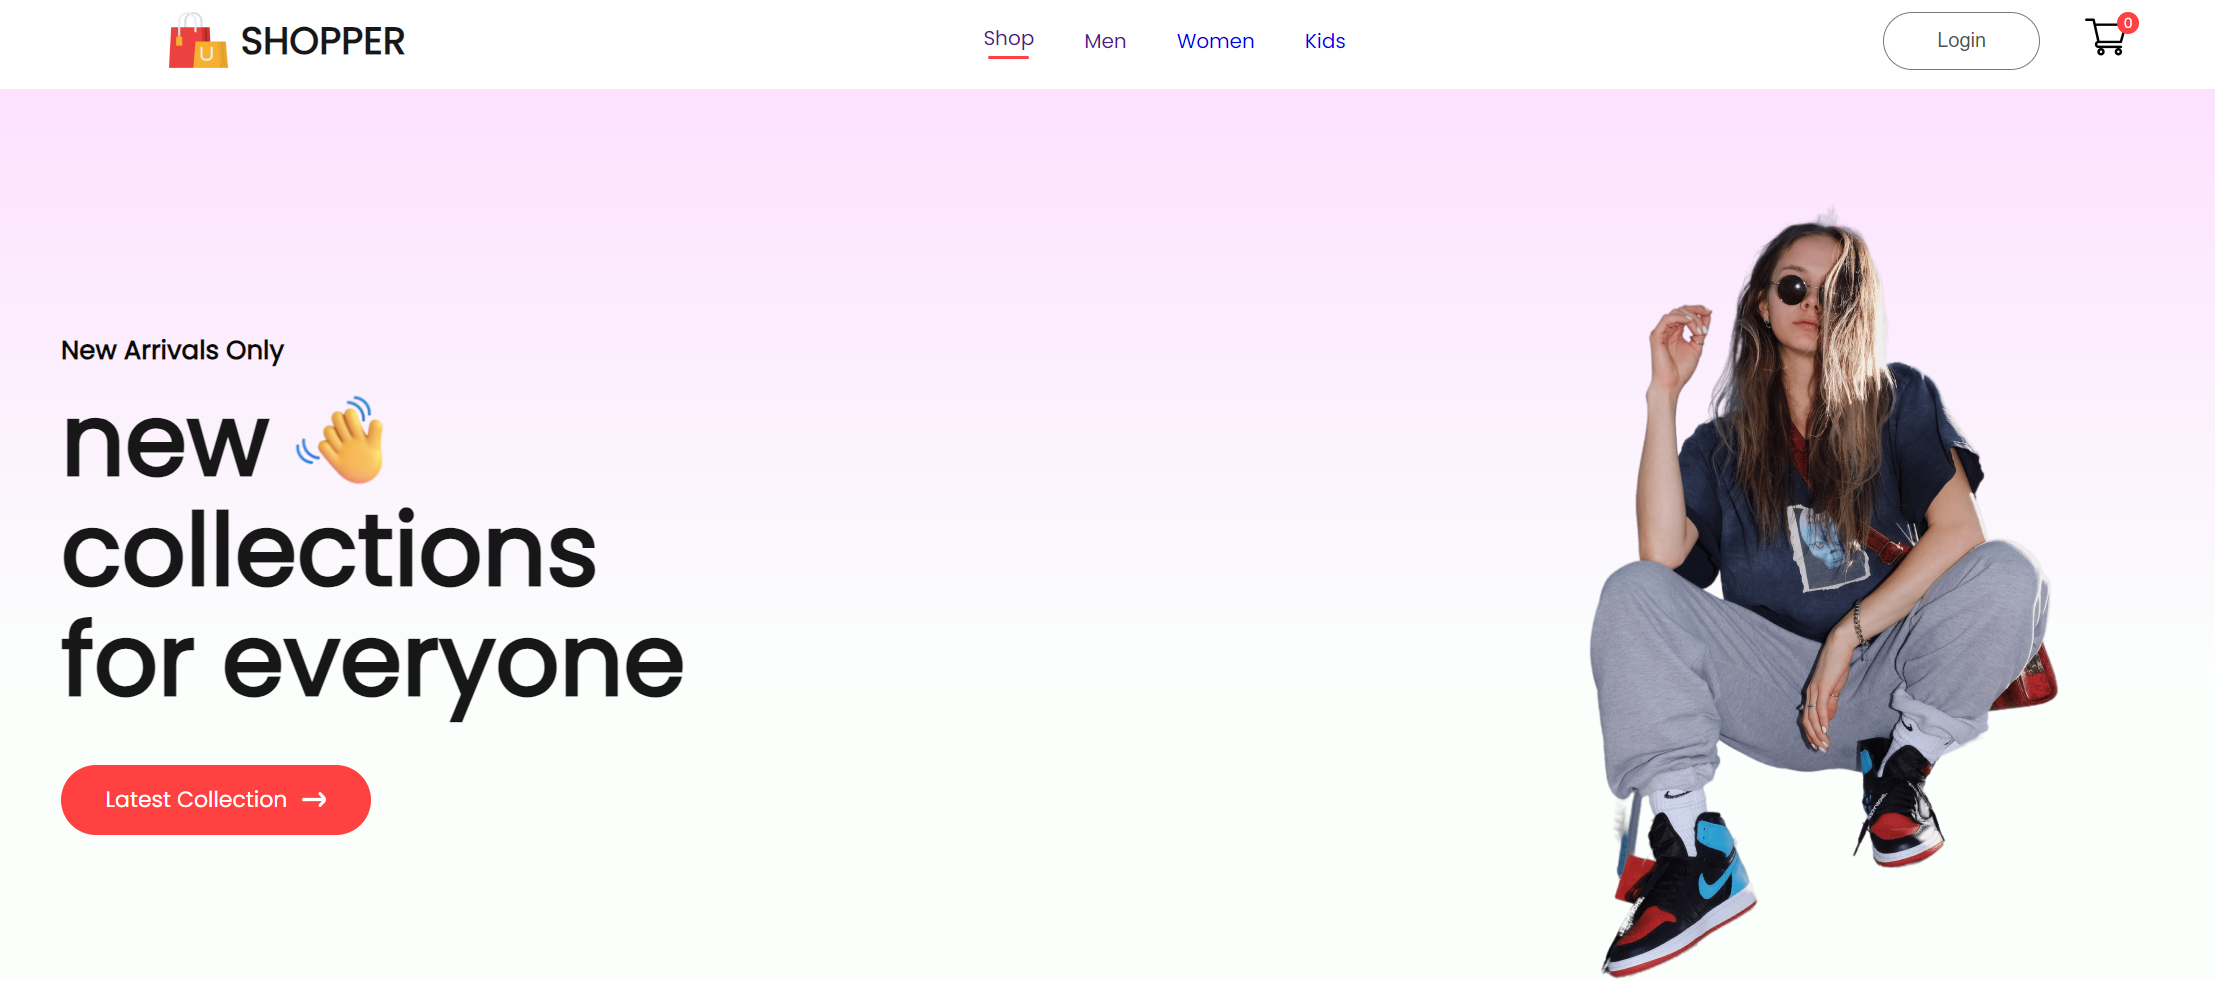 SHOPPER
Shop
Men
Women
Kids
Login
0
New Arrivals Only
new
collections
for everyone
Latest Collection